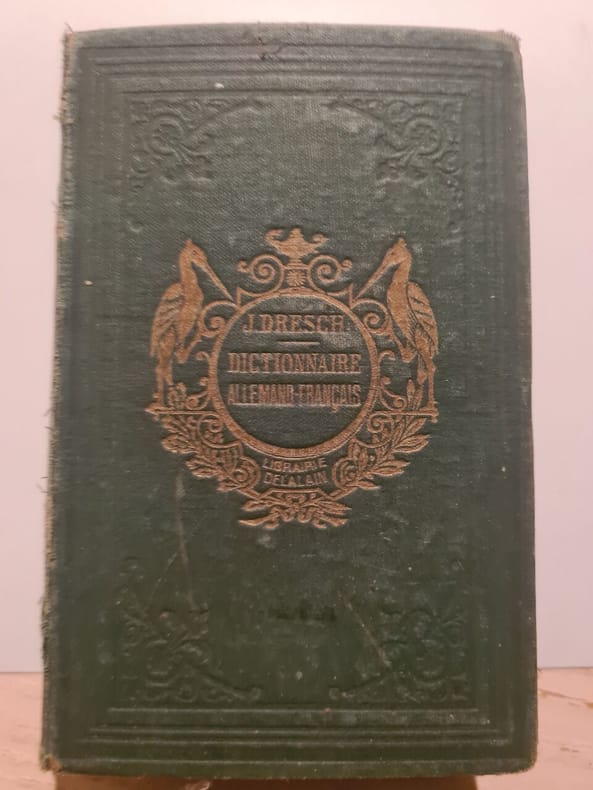 J. DRESCH
DICTIONNAIRE
ALLEMAND-FRANÇAIS
LIBRAIRIE
DELALAIN